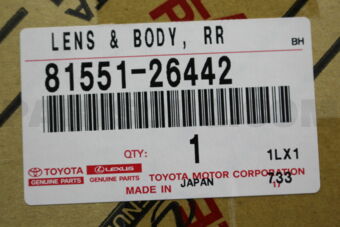 LENS & BODY, RR BH
81551-26442
QTY: 1 1LX1
TOYOTA LEXUS
GENUINE PARTS GENUINE PARTS TOYOTA MOTOR CORPORATION
MADE IN JAPAN 733